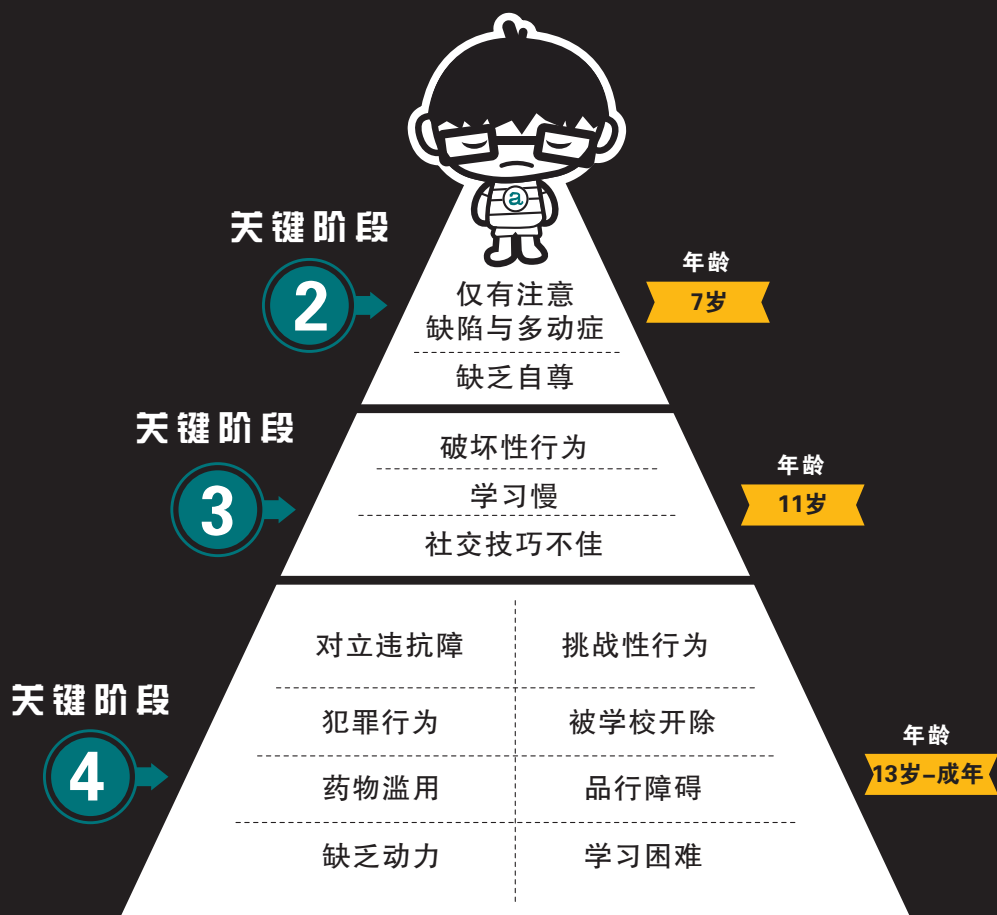 a
关键阶段
2
年龄
7岁
仅有注意
缺陷与多动症
缺乏自尊
关键阶段
3
年龄
11岁
破坏性行为
学习慢
社交技巧不佳
关键阶段
4
年龄
13岁–成年
对立违抗障
挑战性行为
犯罪行为
被学校开除
药物滥用
品行障碍
缺乏动力
学习困难